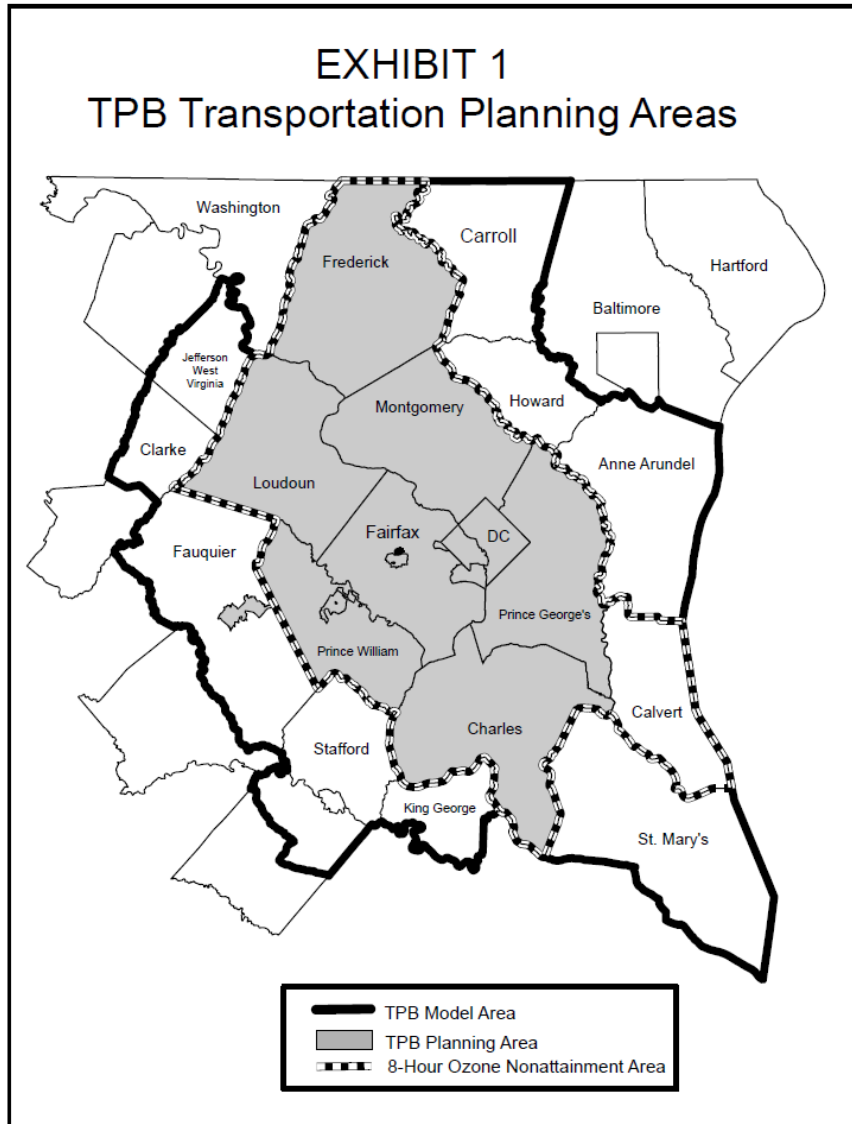 EXHIBIT 1
TPB Transportation Planning Areas
Washington
Carroll
Hartford
Frederick
Baltimore
Jefferson
West
Virginia
Howard
Montgomery
Clarke
Anne Arundel
Loudoun
Fairfax
DC
Fauquier
Prince George's
Prince William
Calvert
Charles
Stafford
King George
St. Mary's
TPB Model Area
TPB Planning Area
8-Hour Ozone Nonattainment Area